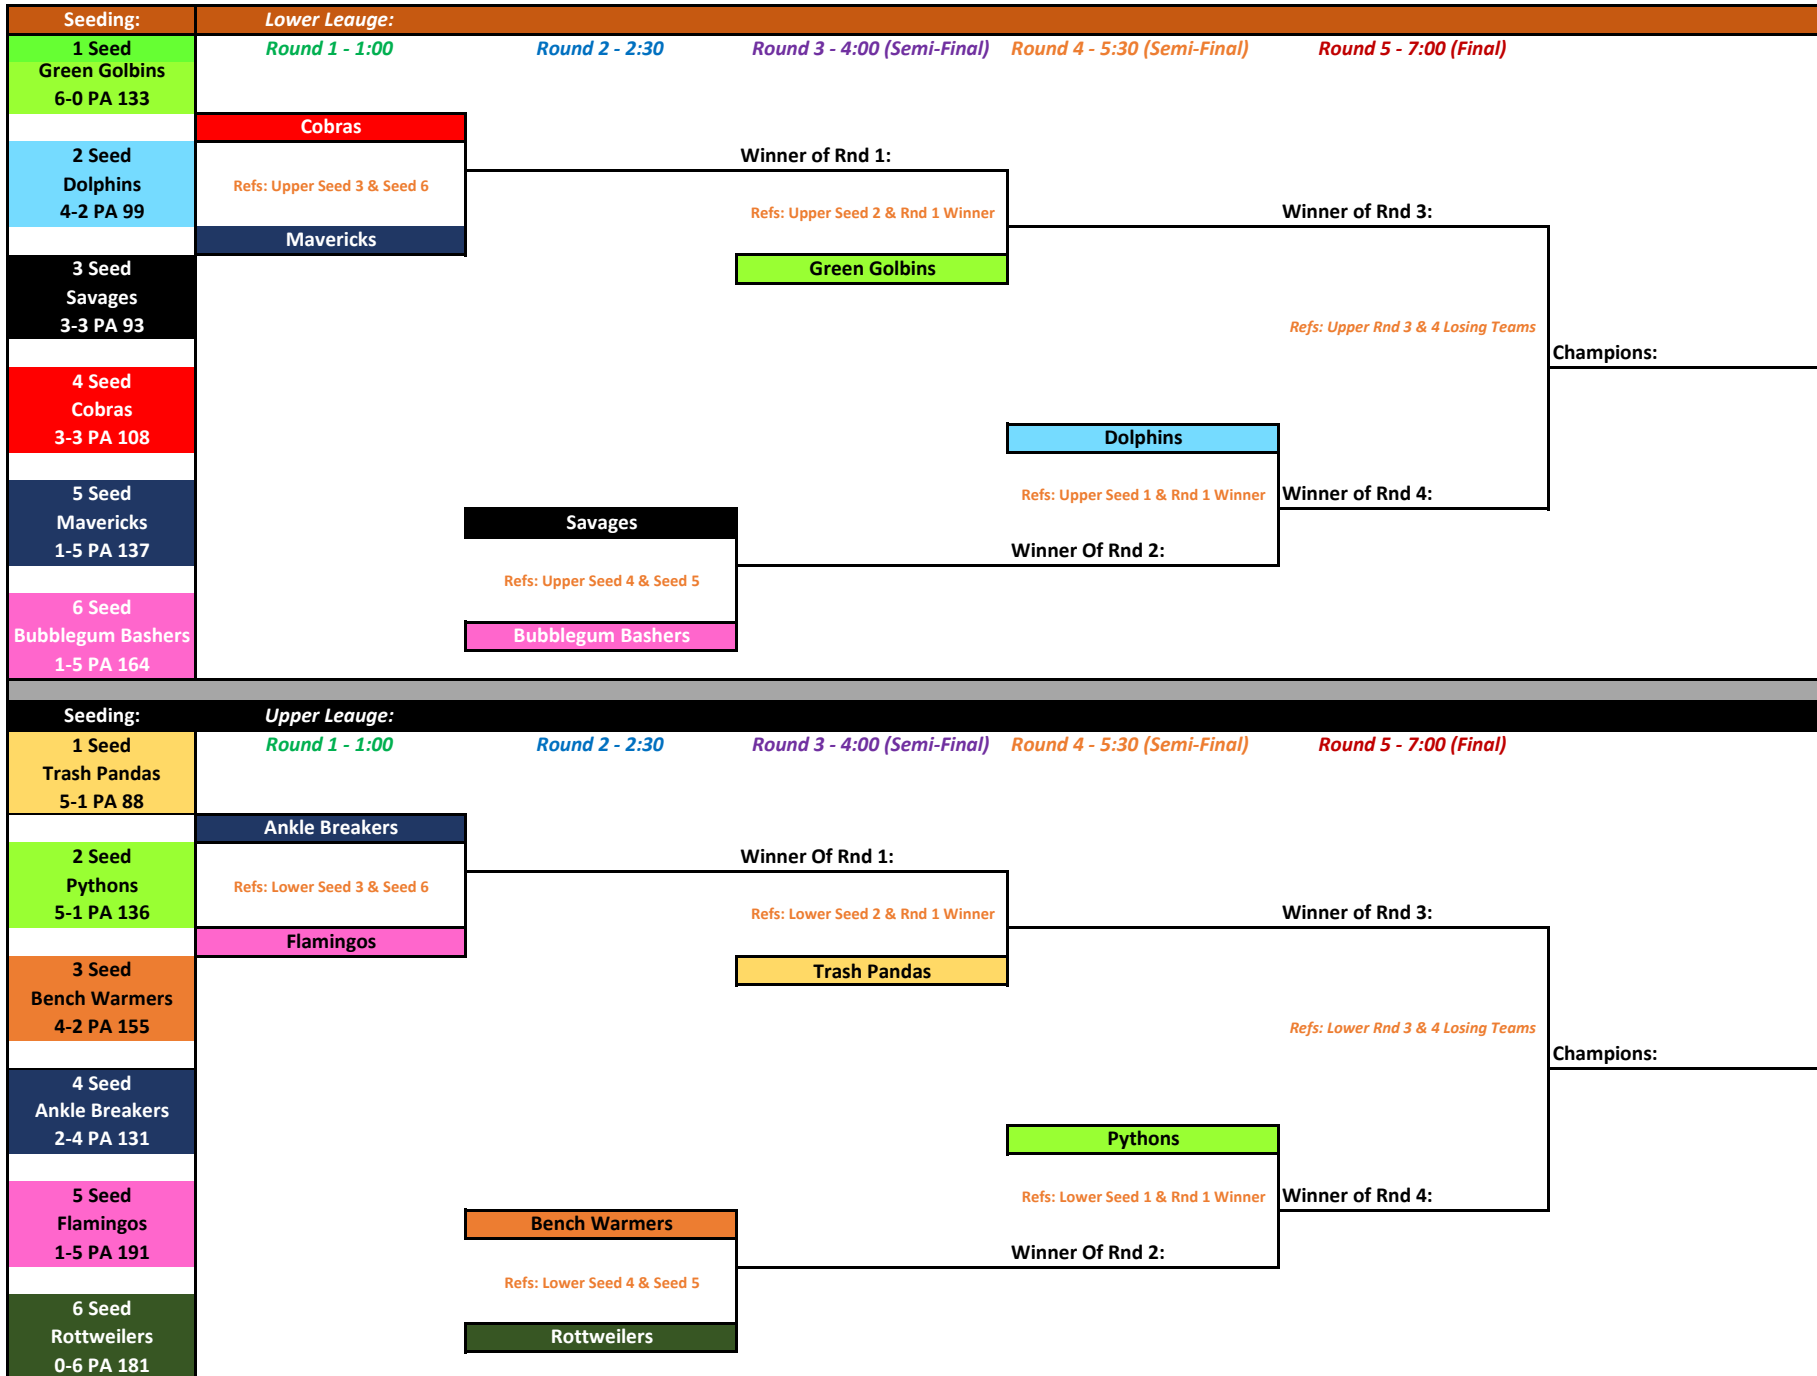 Seeding: Lower Leauge:
1 Seed Round 1 - 1:00 Round 2 - 2:30 Round 3 - 4:00 (Semi-Final) Round 4 - 5:30 (Semi-Final) Round 5 - 7:00 (Final)
Green Golbins
6-0 PA 133
Cobras
2 Seed Winner of Rnd 1:
Dolphins Refs: Upper Seed 3 & Seed 6
4-2 PA 99 Refs: Upper Seed 2 & Rnd 1 Winner Winner of Rnd 3:
Mavericks
3 Seed Green Golbins
Savages
3-3 PA 93 Refs: Upper Rnd 3 & 4 Losing Teams
Champions:
4 Seed
Cobras
3-3 PA 108 Dolphins
5 Seed Refs: Upper Seed 1 & Rnd 1 Winner Winner of Rnd 4:
Mavericks Savages
1-5 PA 137 Winner Of Rnd 2:
Refs: Upper Seed 4 & Seed 5
6 Seed
Bubblegum Bashers Bubblegum Bashers
1-5 PA 164
Seeding: Upper Leauge:
1 Seed Round 1 - 1:00 Round 2 - 2:30 Round 3 - 4:00 (Semi-Final) Round 4 - 5:30 (Semi-Final) Round 5 - 7:00 (Final)
Trash Pandas
5-1 PA 88
Ankle Breakers
2 Seed Winner Of Rnd 1:
Pythons Refs: Lower Seed 3 & Seed 6
5-1 PA 136 Refs: Lower Seed 2 & Rnd 1 Winner Winner of Rnd 3:
Flamingos
3 Seed Trash Pandas
Bench Warmers
4-2 PA 155 Refs: Lower Rnd 3 & 4 Losing Teams
Champions:
4 Seed
Ankle Breakers
2-4 PA 131 Pythons
5 Seed Refs: Lower Seed 1 & Rnd 1 Winner Winner of Rnd 4:
Flamingos Bench Warmers
1-5 PA 191 Winner Of Rnd 2:
Refs: Lower Seed 4 & Seed 5
6 Seed
Rottweilers Rottweilers
0-6 PA 181